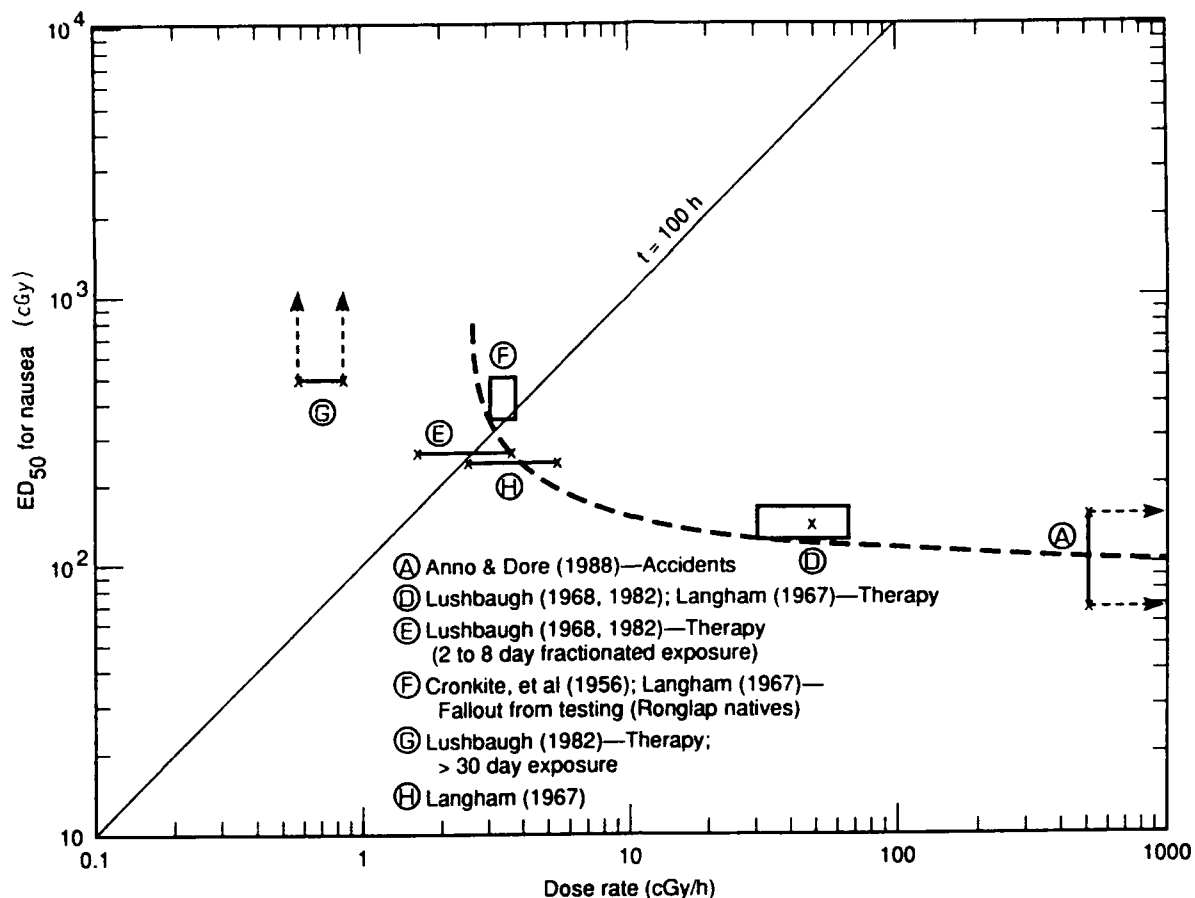 10^4
10^3
10^2
10
ED50 for nausea (cGy)
t = 100 h
F
G
E
H
D
A
A Anno & Dore (1988)—Accidents
D Lushbaugh (1968, 1982); Langham (1967)—Therapy
E Lushbaugh (1968, 1982)—Therapy
(2 to 8 day fractionated exposure)
F Cronkite, et al (1956); Langham (1967)—
Fallout from testing (Ronglap natives)
G Lushbaugh (1982)—Therapy;
> 30 day exposure
H Langham (1967)
0.1 1 10 100 1000
Dose rate (cGy/h)